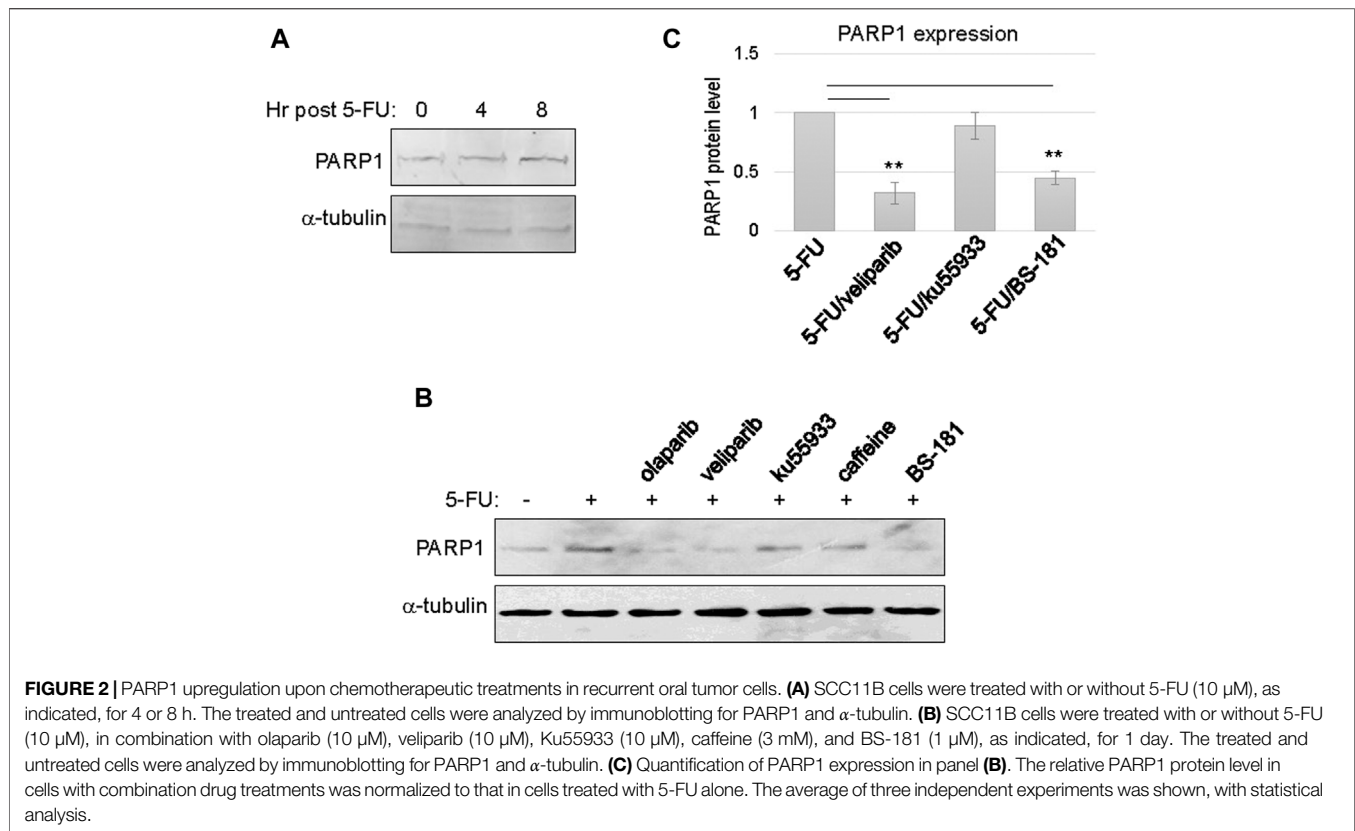 A
Hr post 5-FU: 0 4 8
PARP1
α-tubulin
C
PARP1 expression
PARP1 protein level
1.5
1
0.5
0
** **
5-FU
5-FU/veliparib
5-FU/ku55933
5-FU/BS-181
B
olaparib
veliparib
ku55933
caffeine
BS-181
5-FU: - + + + + + +
PARP1
α-tubulin
FIGURE 2 | PARP1 upregulation upon chemotherapeutic treatments in recurrent oral tumor cells. (A) SCC11B cells were treated with or without 5-FU (10 µM), as
indicated, for 4 or 8 h. The treated and untreated cells were analyzed by immunoblotting for PARP1 and α-tubulin. (B) SCC11B cells were treated with or without 5-FU
(10 µM), in combination with olaparib (10 µM), veliparib (10 µM), Ku55933 (10 µM), caffeine (3 mM), and BS-181 (1 µM), as indicated, for 1 day. The treated and
untreated cells were analyzed by immunoblotting for PARP1 and α-tubulin. (C) Quantification of PARP1 expression in panel (B). The relative PARP1 protein level in
cells with combination drug treatments was normalized to that in cells treated with 5-FU alone. The average of three independent experiments was shown, with statistical
analysis.